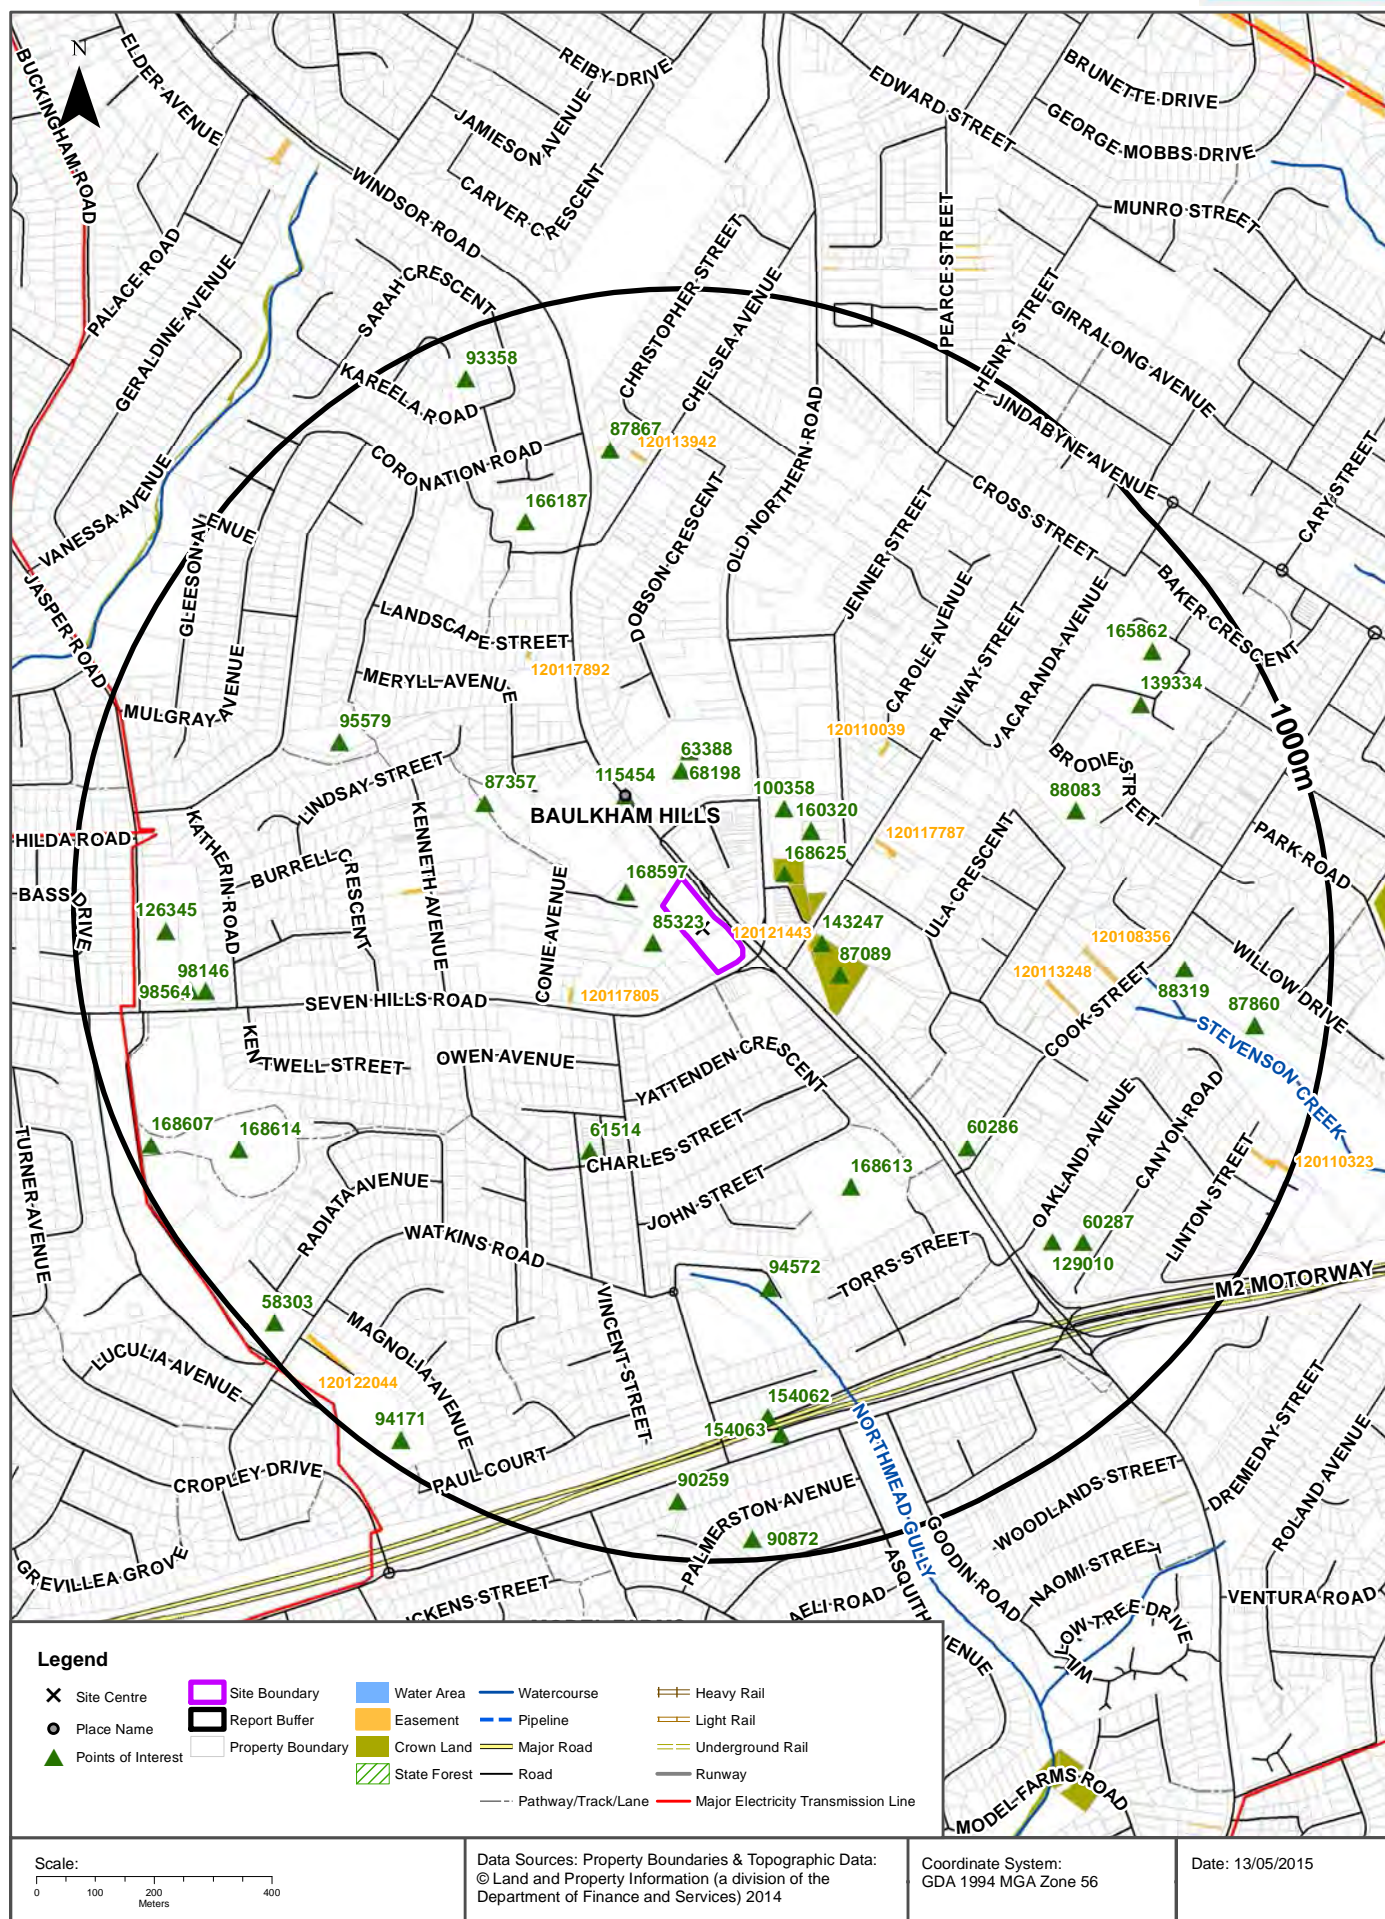 N
BUCKINGHAM ROAD
ELDER AVENUE
REIBY DRIVE
JAMIESON AVENUE
CARVER CRESCENT
WINDSOR ROAD
EDWARD STREET
BRUNETTE DRIVE
GEORGE MOBBS DRIVE
MUNRO STREET
PEARCE STREET
PALACE ROAD
GERALDINE AVENUE
SARAH CRESCENT
CHRISTOPHER STREET
CHELSEA AVENUE
HENRY STREET
GIRRALONG AVENUE
93358
KAREELA ROAD
OLD NORTHERN ROAD
JINDABYNE AVENUE
87867
120113942
CORONATION ROAD
CARY STREET
VANESSA AVENUE
166187
CROSS STREET
GLEESON AV
ENUE
DOBSON CRESCENT
JENNER STREET
BAKER CRESCENT
JASPER ROAD
LANDSCAPE STREET
120117892
CAROLE AVENUE
RAILWAY STREET
JACARANDA AVENUE
165862
MERYLL AVENUE
139334
MULGRAY AVENUE
95579
120110039
1000m
63388
68198
LINDSAY STREET
87357
115454
BAULKHAM HILLS
100358
160320
BRODIE STREET
88083
HILDA ROAD
KATHERIN ROAD
BURRELL CRESCENT
KENNETH AVENUE
120117787
168625
ULA CRESCENT
PARK ROAD
BASS DRIVE
168597
126345
CONIE AVENUE
85323
120121443
143247
87089
120108356
WILLOW DRIVE
98146
98564
SEVEN HILLS ROAD
120117805
120113248
COOK STREET
88319
87860
KEN
TWELL STREET
OWEN AVENUE
YATTENDEN CRESCENT
STEVENSON CREEK
TURNER AVENUE
168607
168614
61514
CHARLES STREET
60286
OAKLAND AVENUE
CANYON ROAD
LINTON STREET
120110323
RADIATA AVENUE
JOHN STREET
168613
WATKINS ROAD
60287
129010
94572
TORRS STREET
M2 MOTORWAY
58303
MAGNOLIA AVENUE
VINCENT STREET
LUCULIA AVENUE
120122044
154062
94171
154063
NORTHMEAD GULLY
DREMEDAY STREET
ROLAND AVENUE
CROPLEY DRIVE
PAUL COURT
90259
PALMERSTON AVENUE
WOODLANDS STREET
90872
GREVILLEA GROVE
ASQUITH
VENUE
GOODIN ROAD
NAOMI STREET
ICKENS STREET
AELI ROAD
WIL
LOW TREE DRIVE
VENTURA ROAD
MODEL FARMS ROAD
Legend
Site Centre
Place Name
Points of Interest
Site Boundary
Report Buffer
Property Boundary
Water Area
Easement
Crown Land
State Forest
Watercourse
Pipeline
Major Road
Road
Pathway/Track/Lane
Heavy Rail
Light Rail
Underground Rail
Runway
Major Electricity Transmission Line
Scale:
0 100 200 400
Meters
Data Sources: Property Boundaries & Topographic Data:
© Land and Property Information (a division of the
Department of Finance and Services) 2014
Coordinate System:
GDA 1994 MGA Zone 56
Date: 13/05/2015